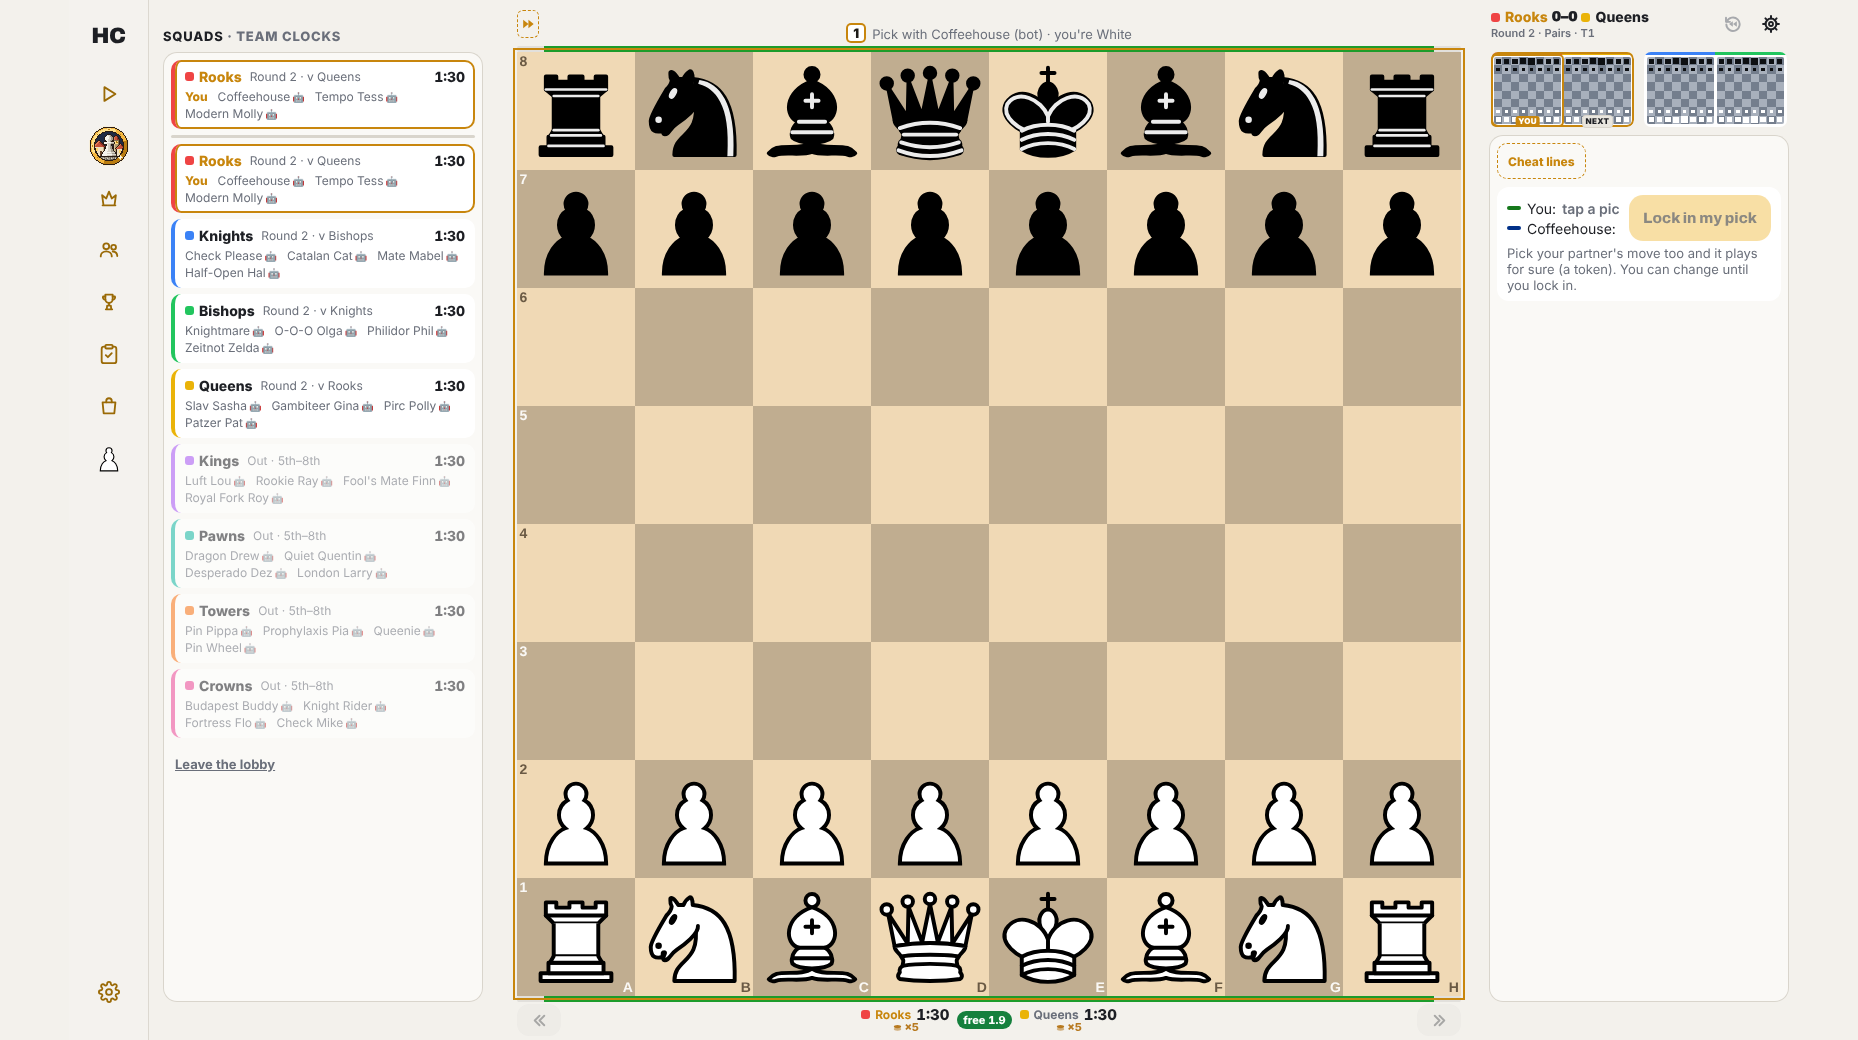 HC
SQUADS · TEAM CLOCKS
Rooks Round 2 · v Queens 1:30
You Coffeehouse Tempo Tess
Modern Molly
Rooks Round 2 · v Queens 1:30
You Coffeehouse Tempo Tess
Modern Molly
Knights Round 2 · v Bishops 1:30
Check Please Catalan Cat Mate Mabel
Half-Open Hal
Bishops Round 2 · v Knights 1:30
Knightmare O-O-O Olga Philidor Phil
Zeitnot Zelda
Queens Round 2 · v Rooks 1:30
Slav Sasha Gambiteer Gina Pirc Polly
Patzer Pat
Kings Out · 5th–8th 1:30
Luft Lou Rookie Ray Fool's Mate Finn
Royal Fork Roy
Pawns Out · 5th–8th 1:30
Dragon Drew Quiet Quentin
Desperado Dez London Larry
Towers Out · 5th–8th 1:30
Pin Pippa Prophylaxis Pia Queenie
Pin Wheel
Crowns Out · 5th–8th 1:30
Budapest Buddy Knight Rider
Fortress Flo Check Mike
Leave the lobby
1 Pick with Coffeehouse (bot) · you're White
8
7
6
5
4
3
2
1
A B C D E F G H
Rooks 1:30 free 1.9 Queens 1:30
×5 ×5
Rooks 0–0 Queens
Round 2 · Pairs · T1
YOU NEXT
Cheat lines
You: tap a pic
Coffeehouse:
Lock in my pick
Pick your partner's move too and it plays
for sure (a token). You can change until
you lock in.